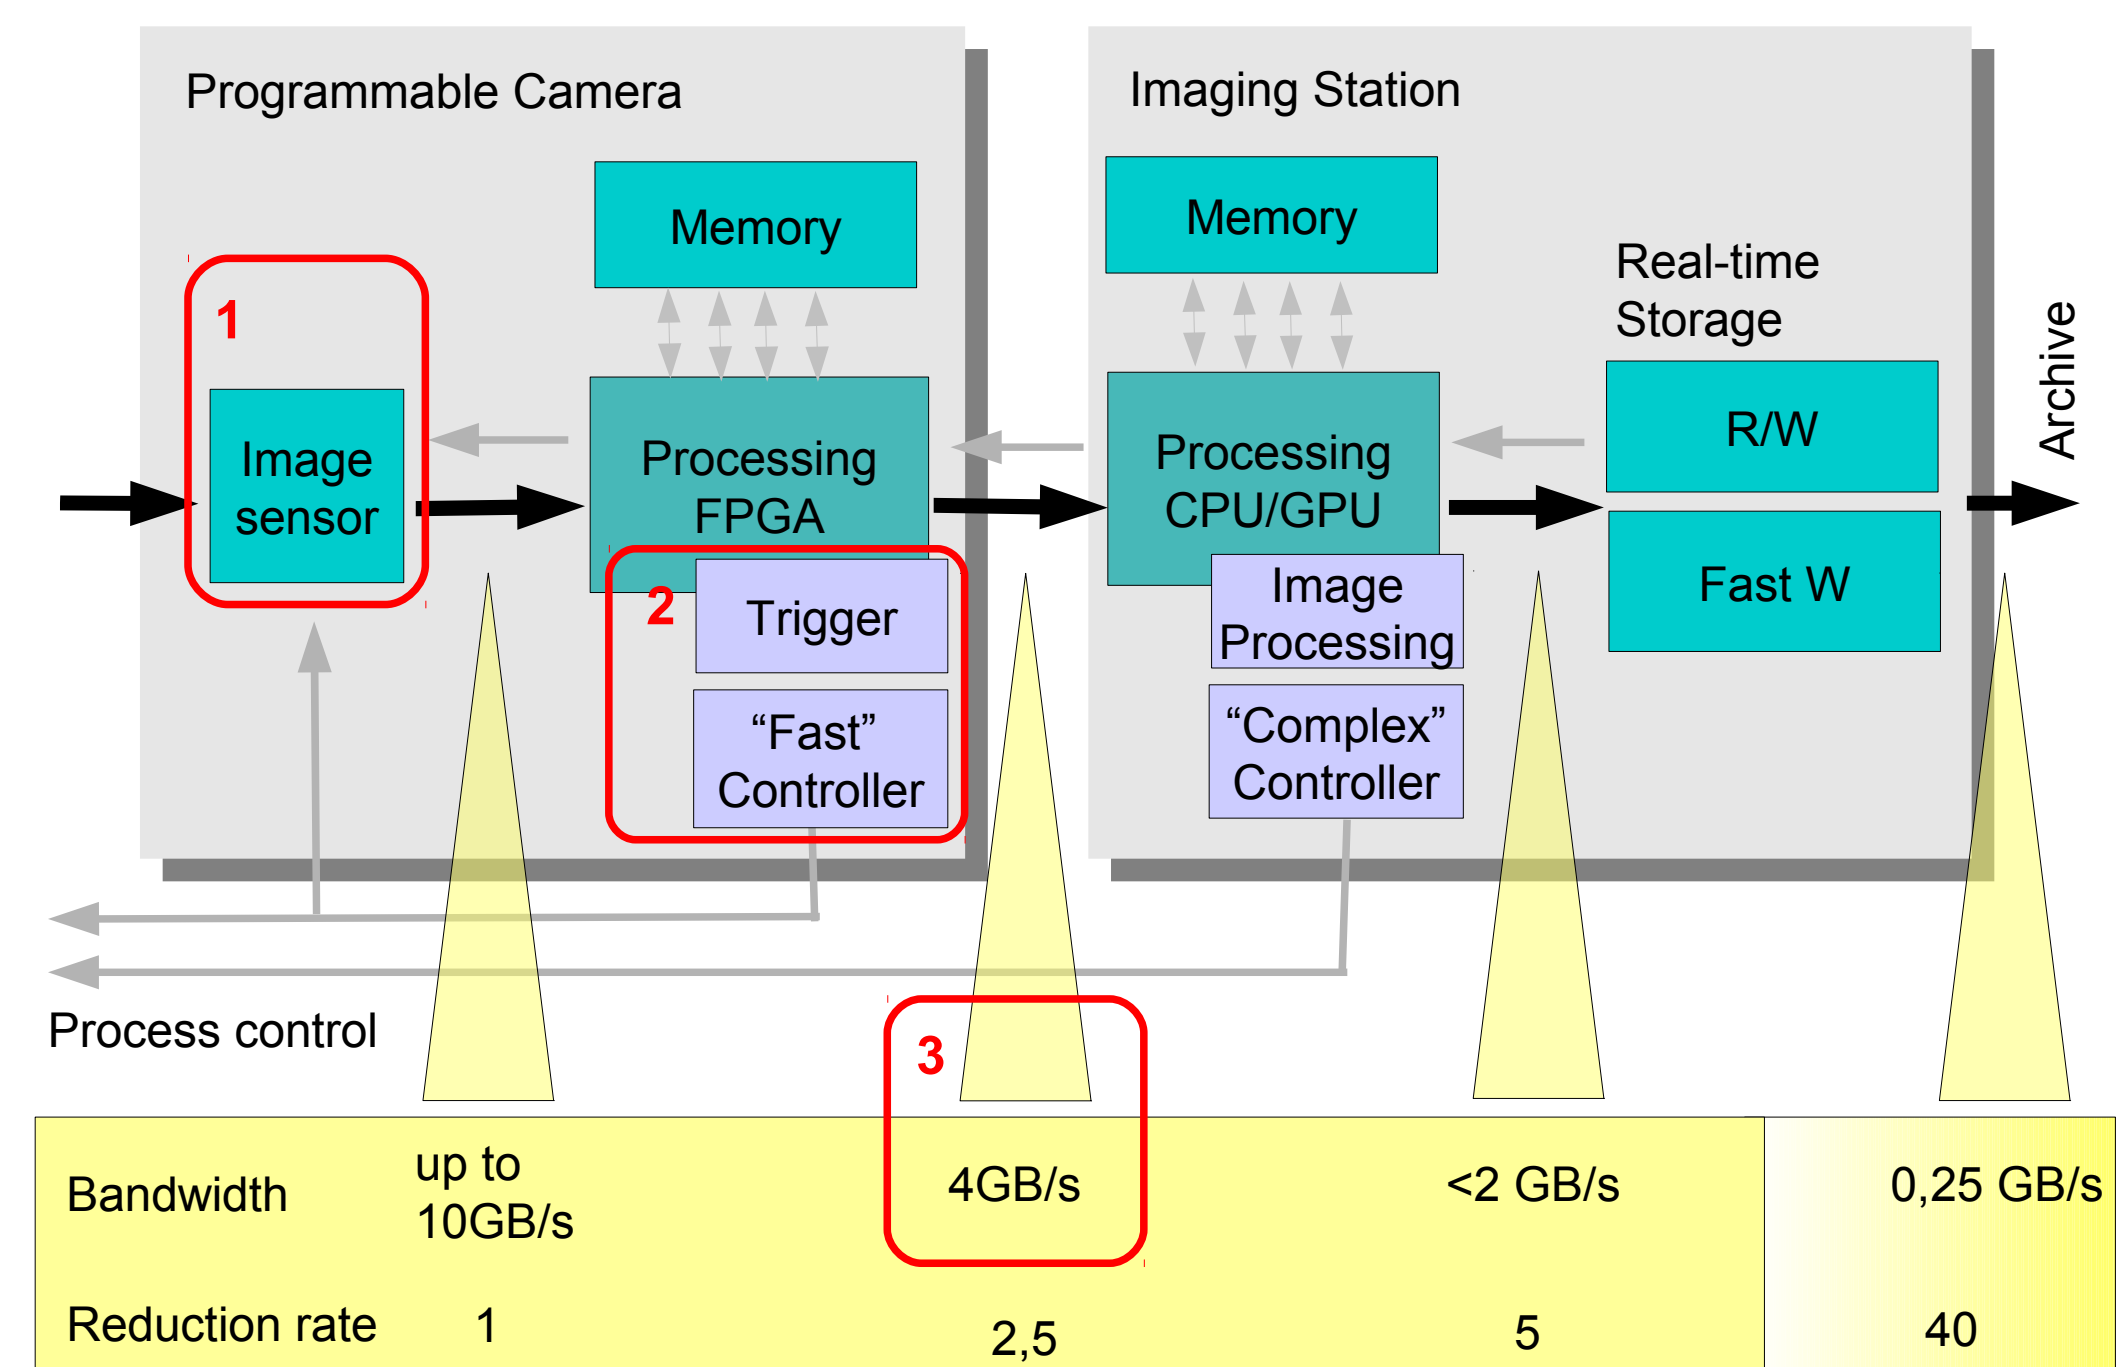 Programmable Camera
Imaging Station
Memory
Memory
Real-time
Storage
Archive
1
Image
sensor
Processing
FPGA
Processing
CPU/GPU
R/W
Fast W
2
Trigger
“Fast”
Controller
Image
Processing
“Complex”
Controller
Process control
3
Bandwidth
up to
10GB/s
4GB/s
<2 GB/s
0,25 GB/s
Reduction rate
1
2,5
5
40